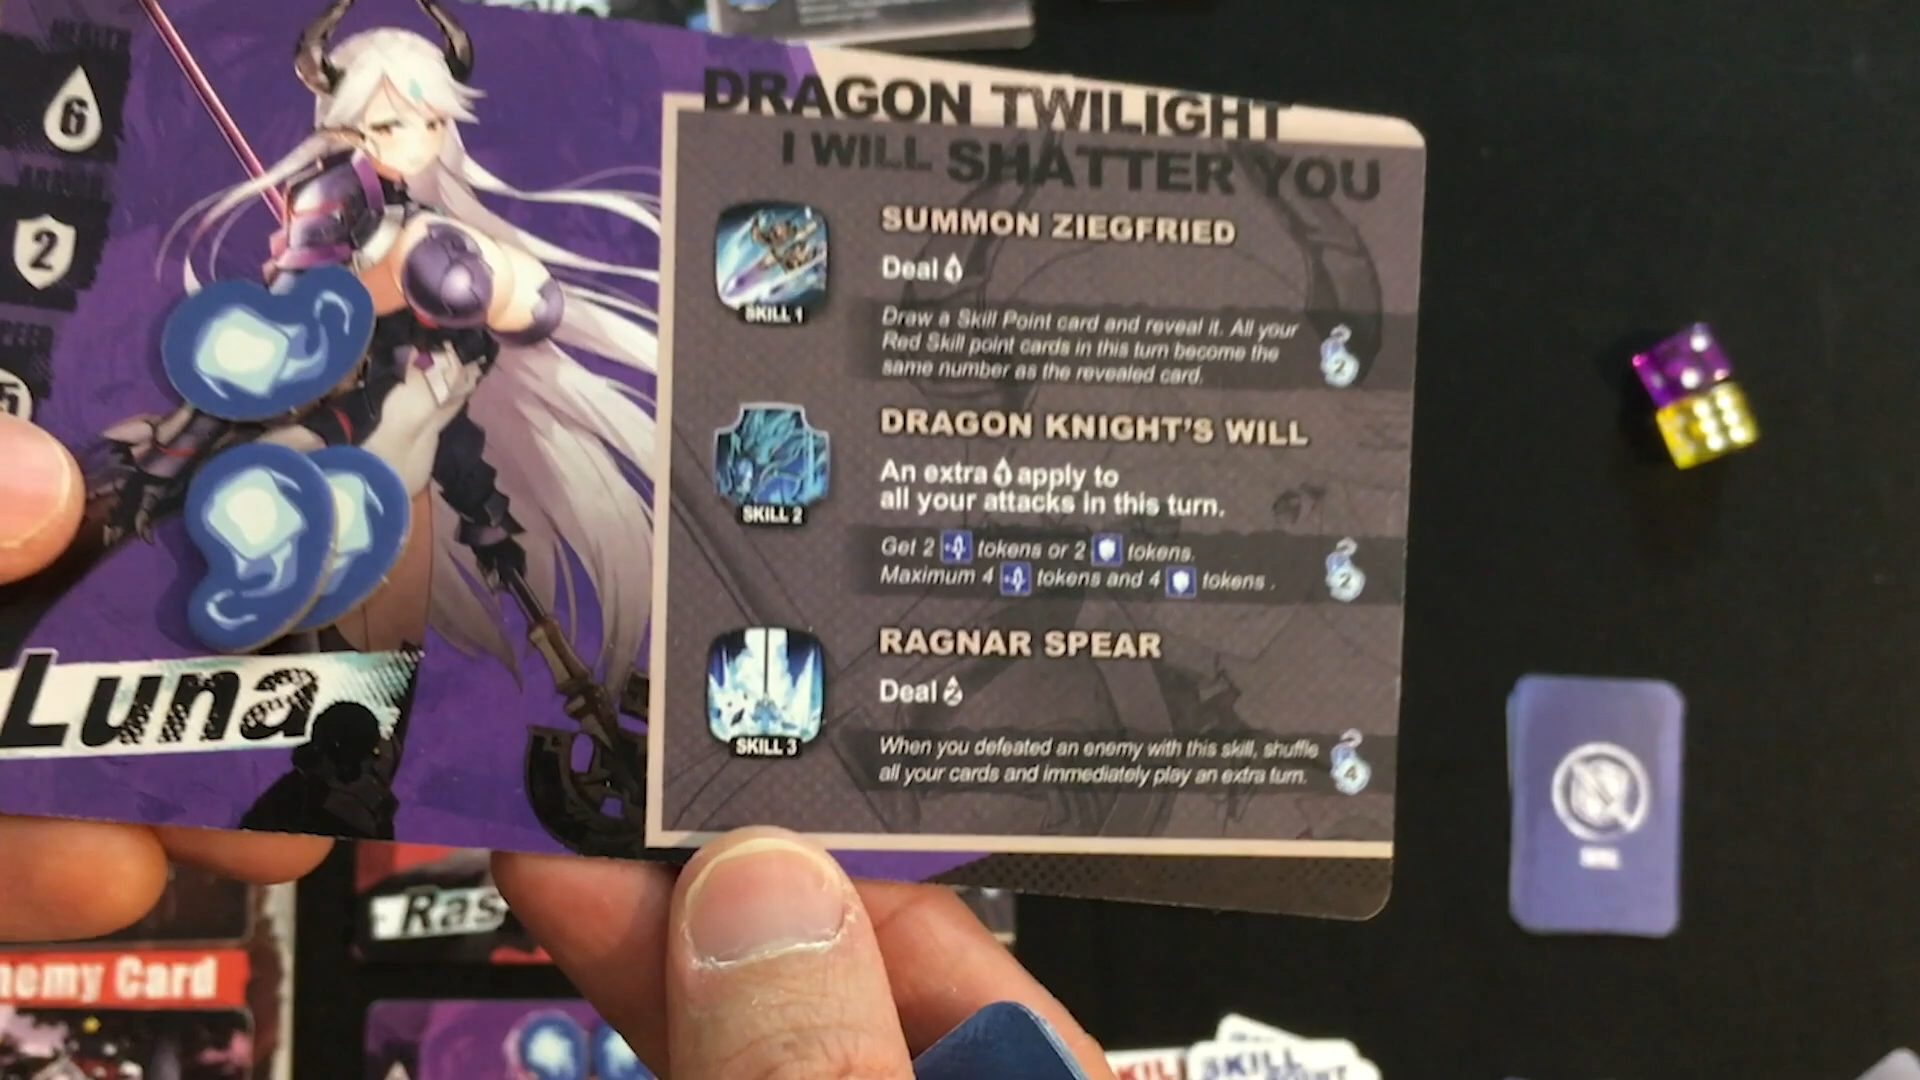 HEALTH
6
ARMOR
2
SPEED
5
Luna
DRAGON TWILIGHT
I WILL SHATTER YOU
SUMMON ZIEGFRIED
Deal 1
SKILL 1
Draw a Skill Point card and reveal it. All your
Red Skill point cards in this turn become the
same number as the revealed card.
2
DRAGON KNIGHT'S WILL
An extra 1 apply to
all your attacks in this turn.
SKILL 2
Get 2 tokens or 2 tokens.
Maximum 4 tokens and 4 tokens .
2
RAGNAR SPEAR
Deal 2
SKILL 3
When you defeated an enemy with this skill, shuffle
all your cards and immediately play an extra turn.
4
Ras
nemy Card
SKIL
SKILL